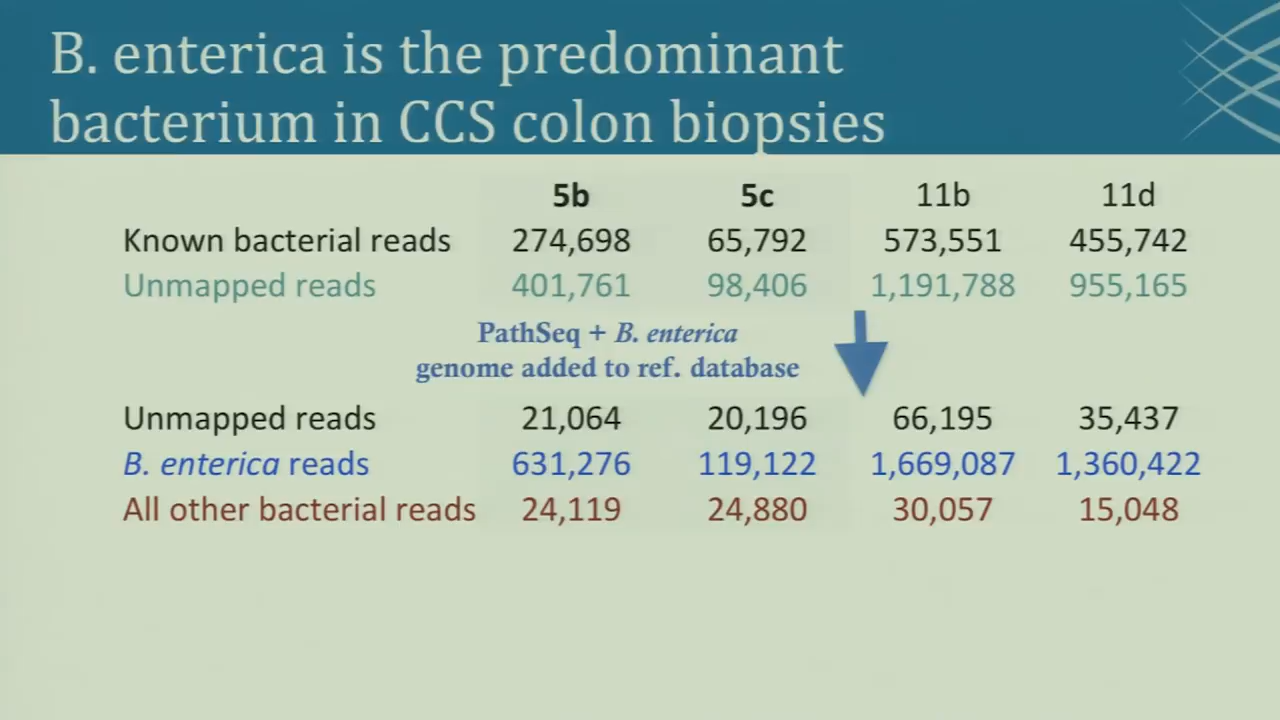 B. enterica is the predominant
bacterium in CCS colon biopsies
5b 5c 11b 11d
Known bacterial reads 274,698 65,792 573,551 455,742
Unmapped reads 401,761 98,406 1,191,788 955,165
PathSeq + B. enterica
genome added to ref. database
Unmapped reads 21,064 20,196 66,195 35,437
B. enterica reads 631,276 119,122 1,669,087 1,360,422
All other bacterial reads 24,119 24,880 30,057 15,048